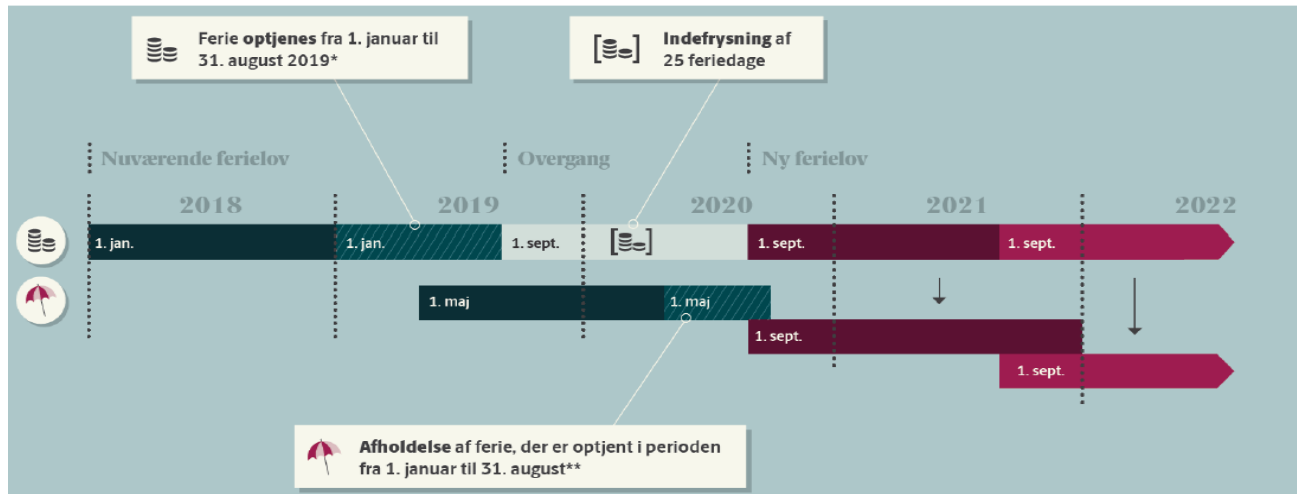 Ferie optjenes fra 1. januar til
31. august 2019*
Indefrysning af
25 feriedage
Nuværende ferielov
Overgang
Ny ferielov
2018
2019
2020
2021
2022
1. jan.
1. jan.
1. sept.
1. sept.
1. sept.
1. maj
1. maj
1. sept.
1. sept.
Afholdelse af ferie, der er optjent i perioden
fra 1. januar til 31. august**